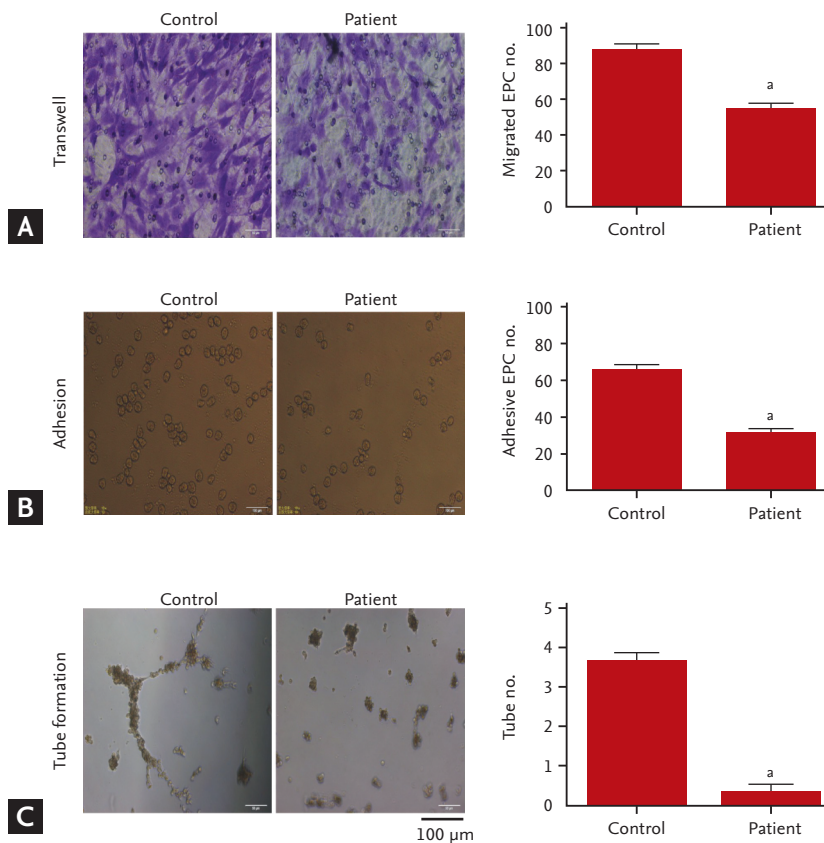 Control Patient
Transwell
A
Migrated EPC no.
100
80
60
40
20
0
a
Control Patient
Control Patient
Adhesion
B
Adhesive EPC no.
100
80
60
40
20
0
a
Control Patient
Control Patient
Tube formation
C
100 μm
Tube no.
5
4
3
2
1
0
a
Control Patient